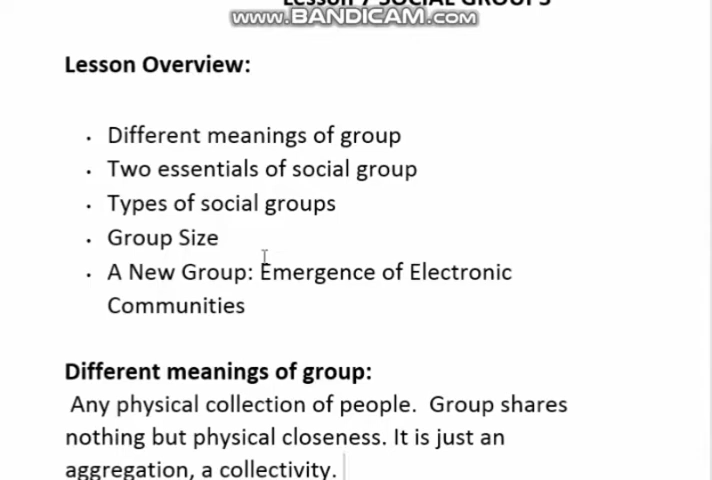 Lesson 7 SOCIAL GROUPS
www.BANDICAM.com
Lesson Overview:
· Different meanings of group
· Two essentials of social group
· Types of social groups
· Group Size
· A New Group: Emergence of Electronic
Communities
Different meanings of group:
Any physical collection of people.  Group shares
nothing but physical closeness. It is just an
aggregation, a collectivity.